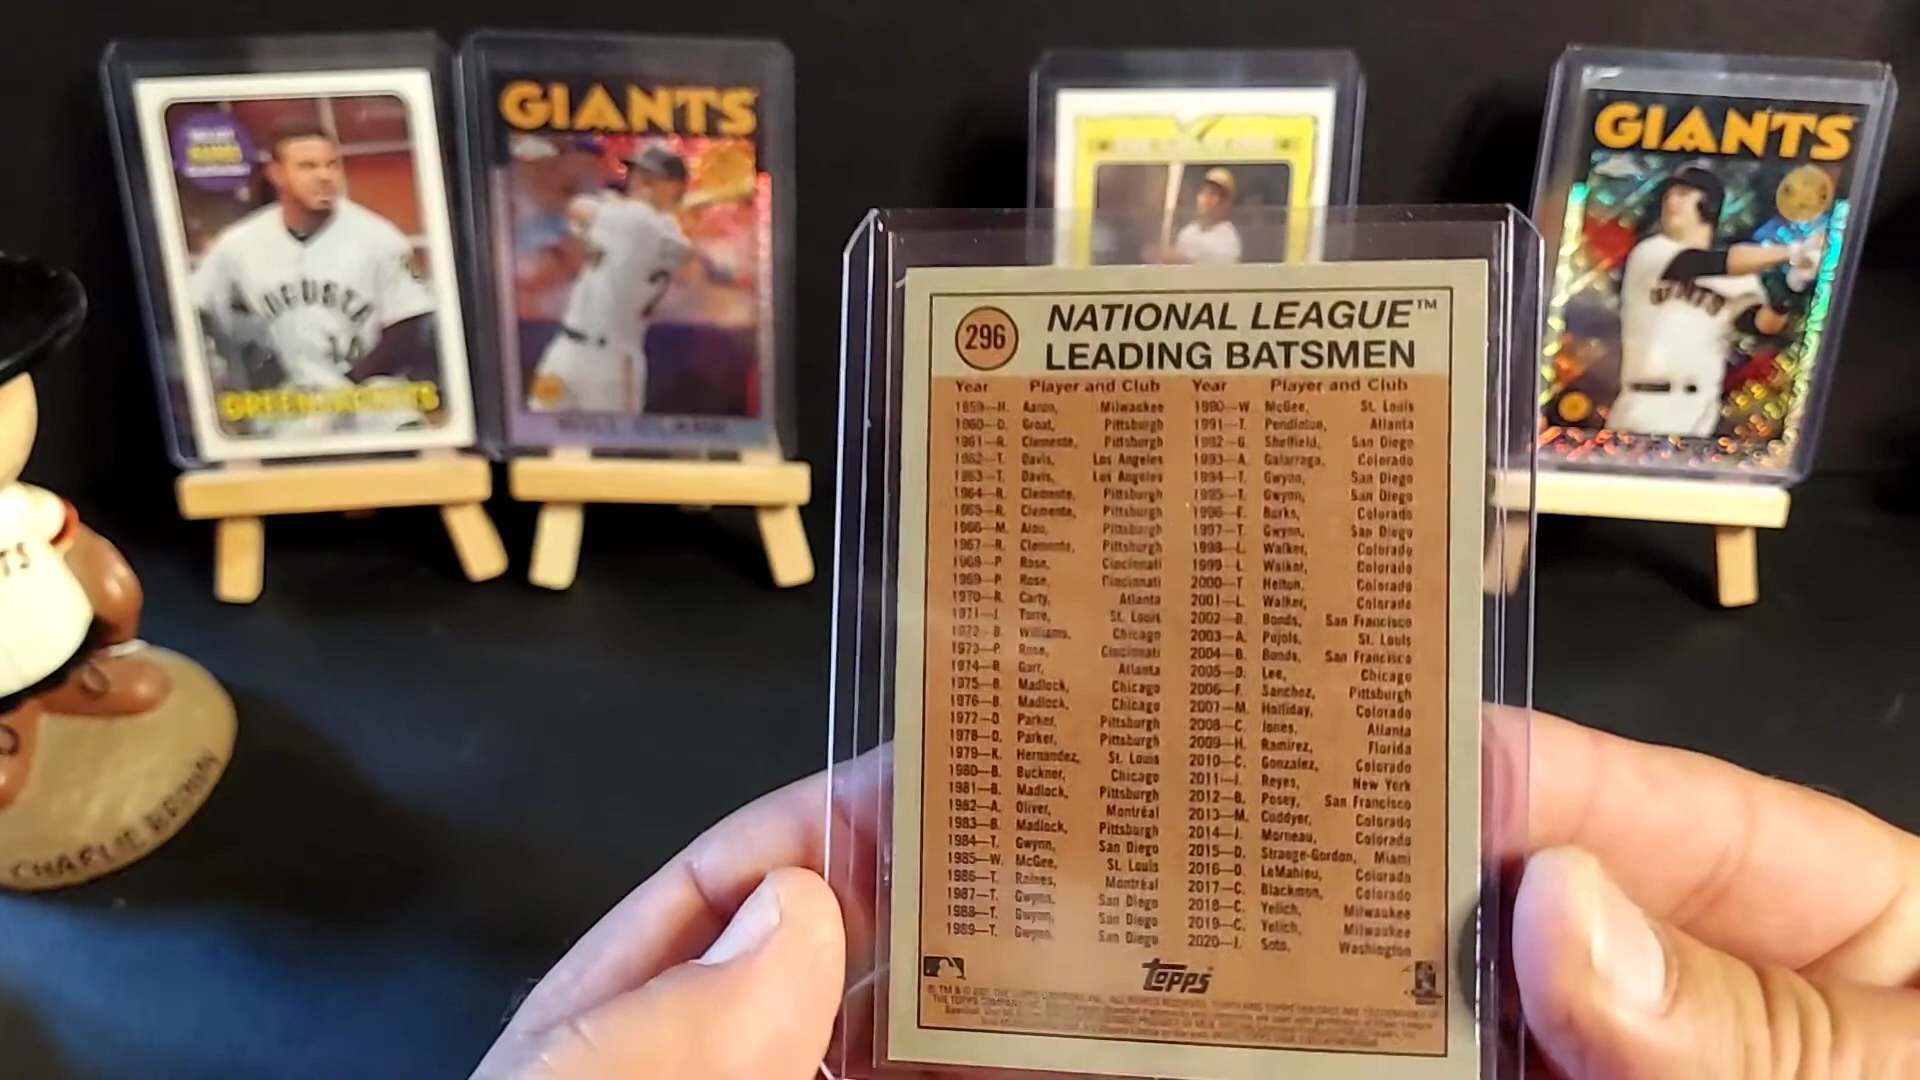 GIANTS
GIANTS
WILL CLARK
AUGUSTA
14
2
CHARLIE
296
NATIONAL LEAGUE™
LEADING BATSMEN
Year Player and Club Year Player and Club
1959—H. Aaron, Milwaukee 1990—W. McGee, St. Louis
1960—D. Groat, Pittsburgh 1991—T. Pendleton, Atlanta
1961—R. Clemente, Pittsburgh 1992—G. Sheffield, San Diego
1962—T. Davis, Los Angeles 1993—A. Galarraga, Colorado
1963—T. Davis, Los Angeles 1994—T. Gwynn, San Diego
1964—R. Clemente, Pittsburgh 1995—T. Gwynn, San Diego
1965—R. Clemente, Pittsburgh 1996—E. Burks, Colorado
1966—M. Alou, Pittsburgh 1997—T. Gwynn, San Diego
1967—R. Clemente, Pittsburgh 1998—L. Walker, Colorado
1968—P. Rose, Cincinnati 1999—L. Walker, Colorado
1969—P. Rose, Cincinnati 2000—T. Helton, Colorado
1970—R. Carty, Atlanta 2001—L. Walker, Colorado
1971—J. Torre, St. Louis 2002—B. Bonds, San Francisco
1972—B. Williams, Chicago 2003—A. Pujols, St. Louis
1973—P. Rose, Cincinnati 2004—B. Bonds, San Francisco
1974—R. Garr, Atlanta 2005—D. Lee, Chicago
1975—B. Madlock, Chicago 2006—F. Sanchez, Pittsburgh
1976—B. Madlock, Chicago 2007—M. Holliday, Colorado
1977—D. Parker, Pittsburgh 2008—C. Jones, Atlanta
1978—D. Parker, Pittsburgh 2009—H. Ramirez, Florida
1979—K. Hernandez, St. Louis 2010—C. Gonzalez, Colorado
1980—B. Buckner, Chicago 2011—J. Reyes, New York
1981—B. Madlock, Pittsburgh 2012—B. Posey, San Francisco
1982—A. Oliver, Montréal 2013—M. Cuddyer, Colorado
1983—B. Madlock, Pittsburgh 2014—J. Morneau, Colorado
1984—T. Gwynn, San Diego 2015—D. Strange-Gordon, Miami
1985—W. McGee, St. Louis 2016—D. LeMahieu, Colorado
1986—T. Raines, Montréal 2017—C. Blackmon, Colorado
1987—T. Gwynn, San Diego 2018—C. Yelich, Milwaukee
1988—T. Gwynn, San Diego 2019—C. Yelich, Milwaukee
1989—T. Gwynn, San Diego 2020—J. Soto, Washington
topps